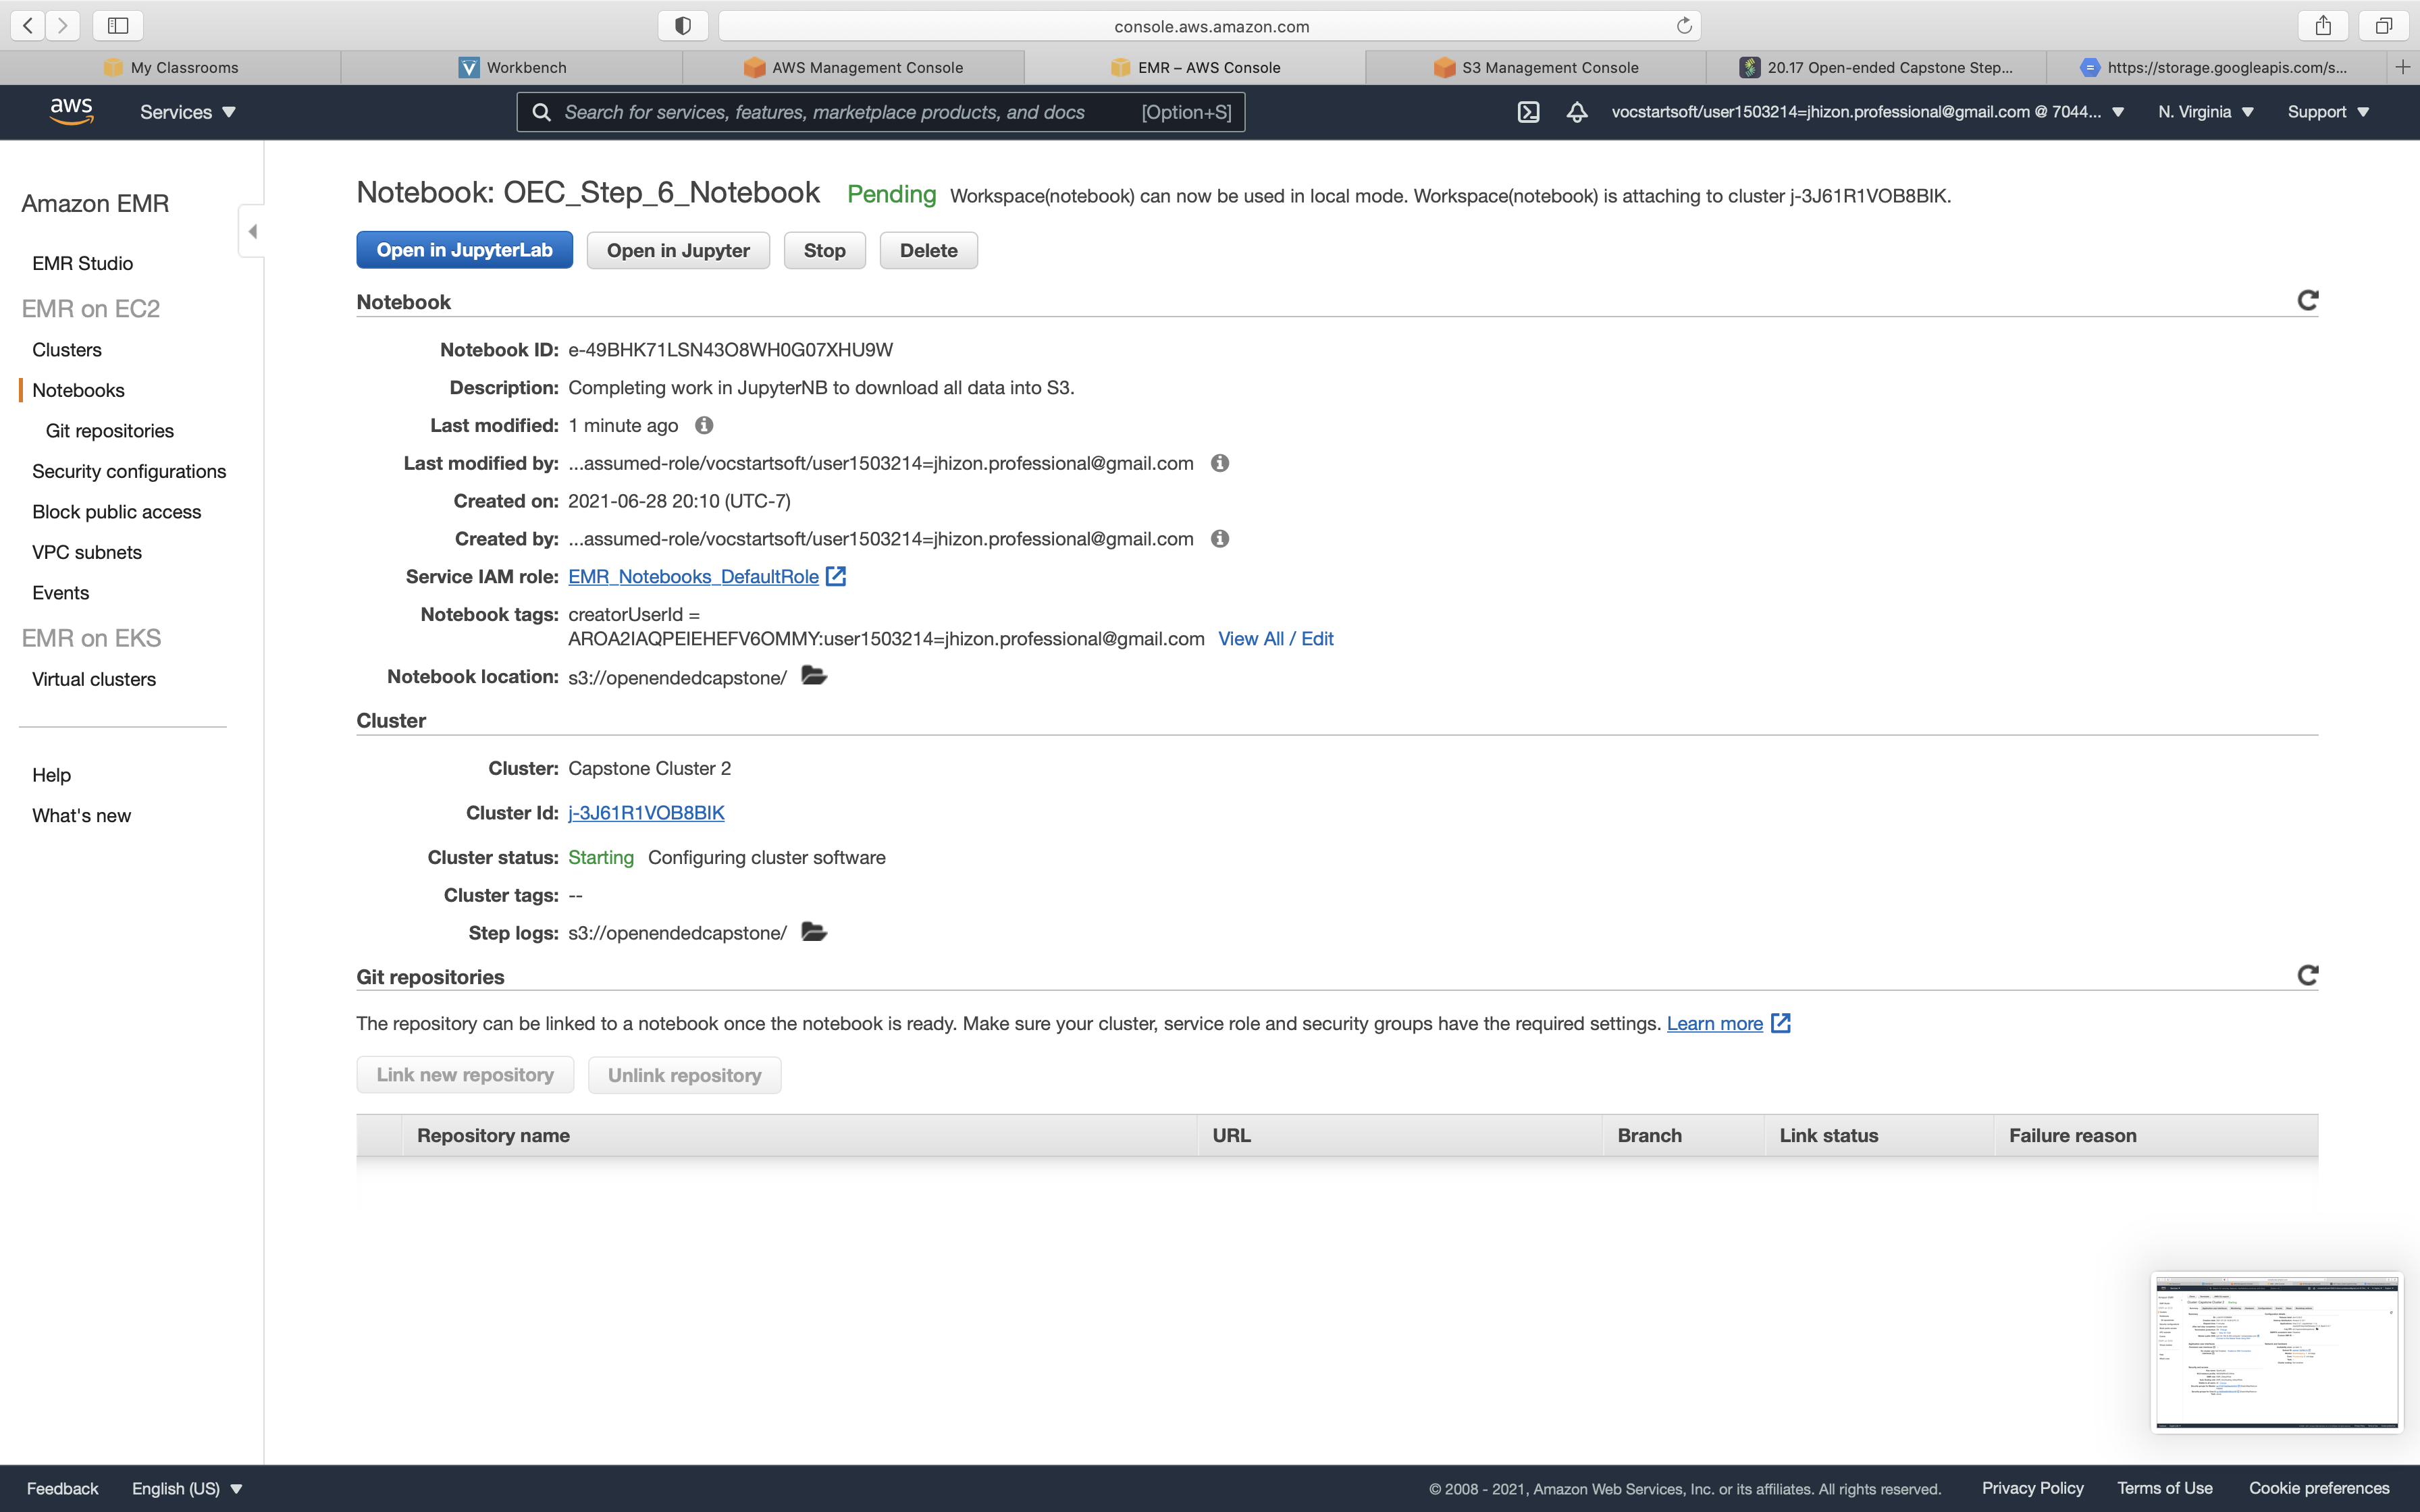 console.aws.amazon.com
My Classrooms
Workbench
AWS Management Console
EMR – AWS Console
S3 Management Console
20.17 Open-ended Capstone Step...
https://storage.googleapis.com/s...
aws
Services
Search for services, features, marketplace products, and docs [Option+S]
vocstartsoft/user1503214=jhizon.professional@gmail.com @ 7044...
N. Virginia
Support
Amazon EMR
EMR Studio
EMR on EC2
Clusters
Notebooks
Git repositories
Security configurations
Block public access
VPC subnets
Events
EMR on EKS
Virtual clusters
Help
What's new
Notebook: OEC_Step_6_Notebook Pending Workspace(notebook) can now be used in local mode. Workspace(notebook) is attaching to cluster j-3J61R1VOB8BIK.
Open in JupyterLab
Open in Jupyter
Stop
Delete
Notebook
Notebook ID: e-49BHK71LSN43O8WH0G07XHU9W
Description: Completing work in JupyterNB to download all data into S3.
Last modified: 1 minute ago
Last modified by: ...assumed-role/vocstartsoft/user1503214=jhizon.professional@gmail.com
Created on: 2021-06-28 20:10 (UTC-7)
Created by: ...assumed-role/vocstartsoft/user1503214=jhizon.professional@gmail.com
Service IAM role: EMR_Notebooks_DefaultRole
Notebook tags: creatorUserId =
AROA2IAQPEIEHEFV6OMMY:user1503214=jhizon.professional@gmail.com View All / Edit
Notebook location: s3://openendedcapstone/
Cluster
Cluster: Capstone Cluster 2
Cluster Id: j-3J61R1VOB8BIK
Cluster status: Starting Configuring cluster software
Cluster tags: --
Step logs: s3://openendedcapstone/
Git repositories
The repository can be linked to a notebook once the notebook is ready. Make sure your cluster, service role and security groups have the required settings. Learn more
Link new repository
Unlink repository
Repository name
URL
Branch
Link status
Failure reason
Feedback
English (US)
© 2008 - 2021, Amazon Web Services, Inc. or its affiliates. All rights reserved.
Privacy Policy
Terms of Use
Cookie preferences